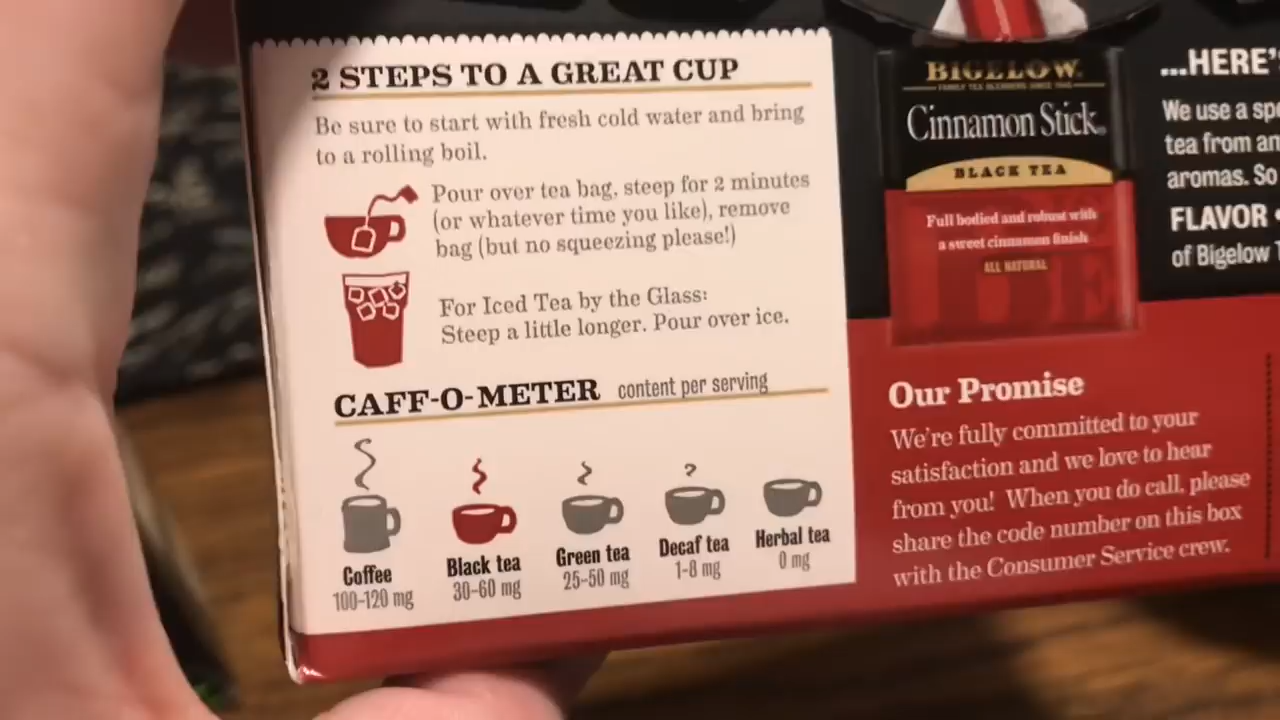 2 STEPS TO A GREAT CUP
Be sure to start with fresh cold water and bring
to a rolling boil.
Pour over tea bag, steep for 2 minutes
(or whatever time you like), remove
bag (but no squeezing please!)
For Iced Tea by the Glass:
Steep a little longer. Pour over ice.
CAFF-O-METER content per serving
Coffee
100-120 mg
Black tea
30-60 mg
Green tea
25-50 mg
?
Decaf tea
1-8 mg
Herbal tea
0 mg
BIGELOW®
FAMILY TEA BLENDERS SINCE 1945
Cinnamon Stick®
BLACK TEA
Full bodied and robust with
a sweet cinnamon finish
ALL NATURAL
Our Promise
We're fully committed to your
satisfaction and we love to hear
from you! When you do call, please
share the code number on this box
with the Consumer Service crew.
...HERE'
We use a
tea from
aromas. So
FLAVOR
of Bigelow